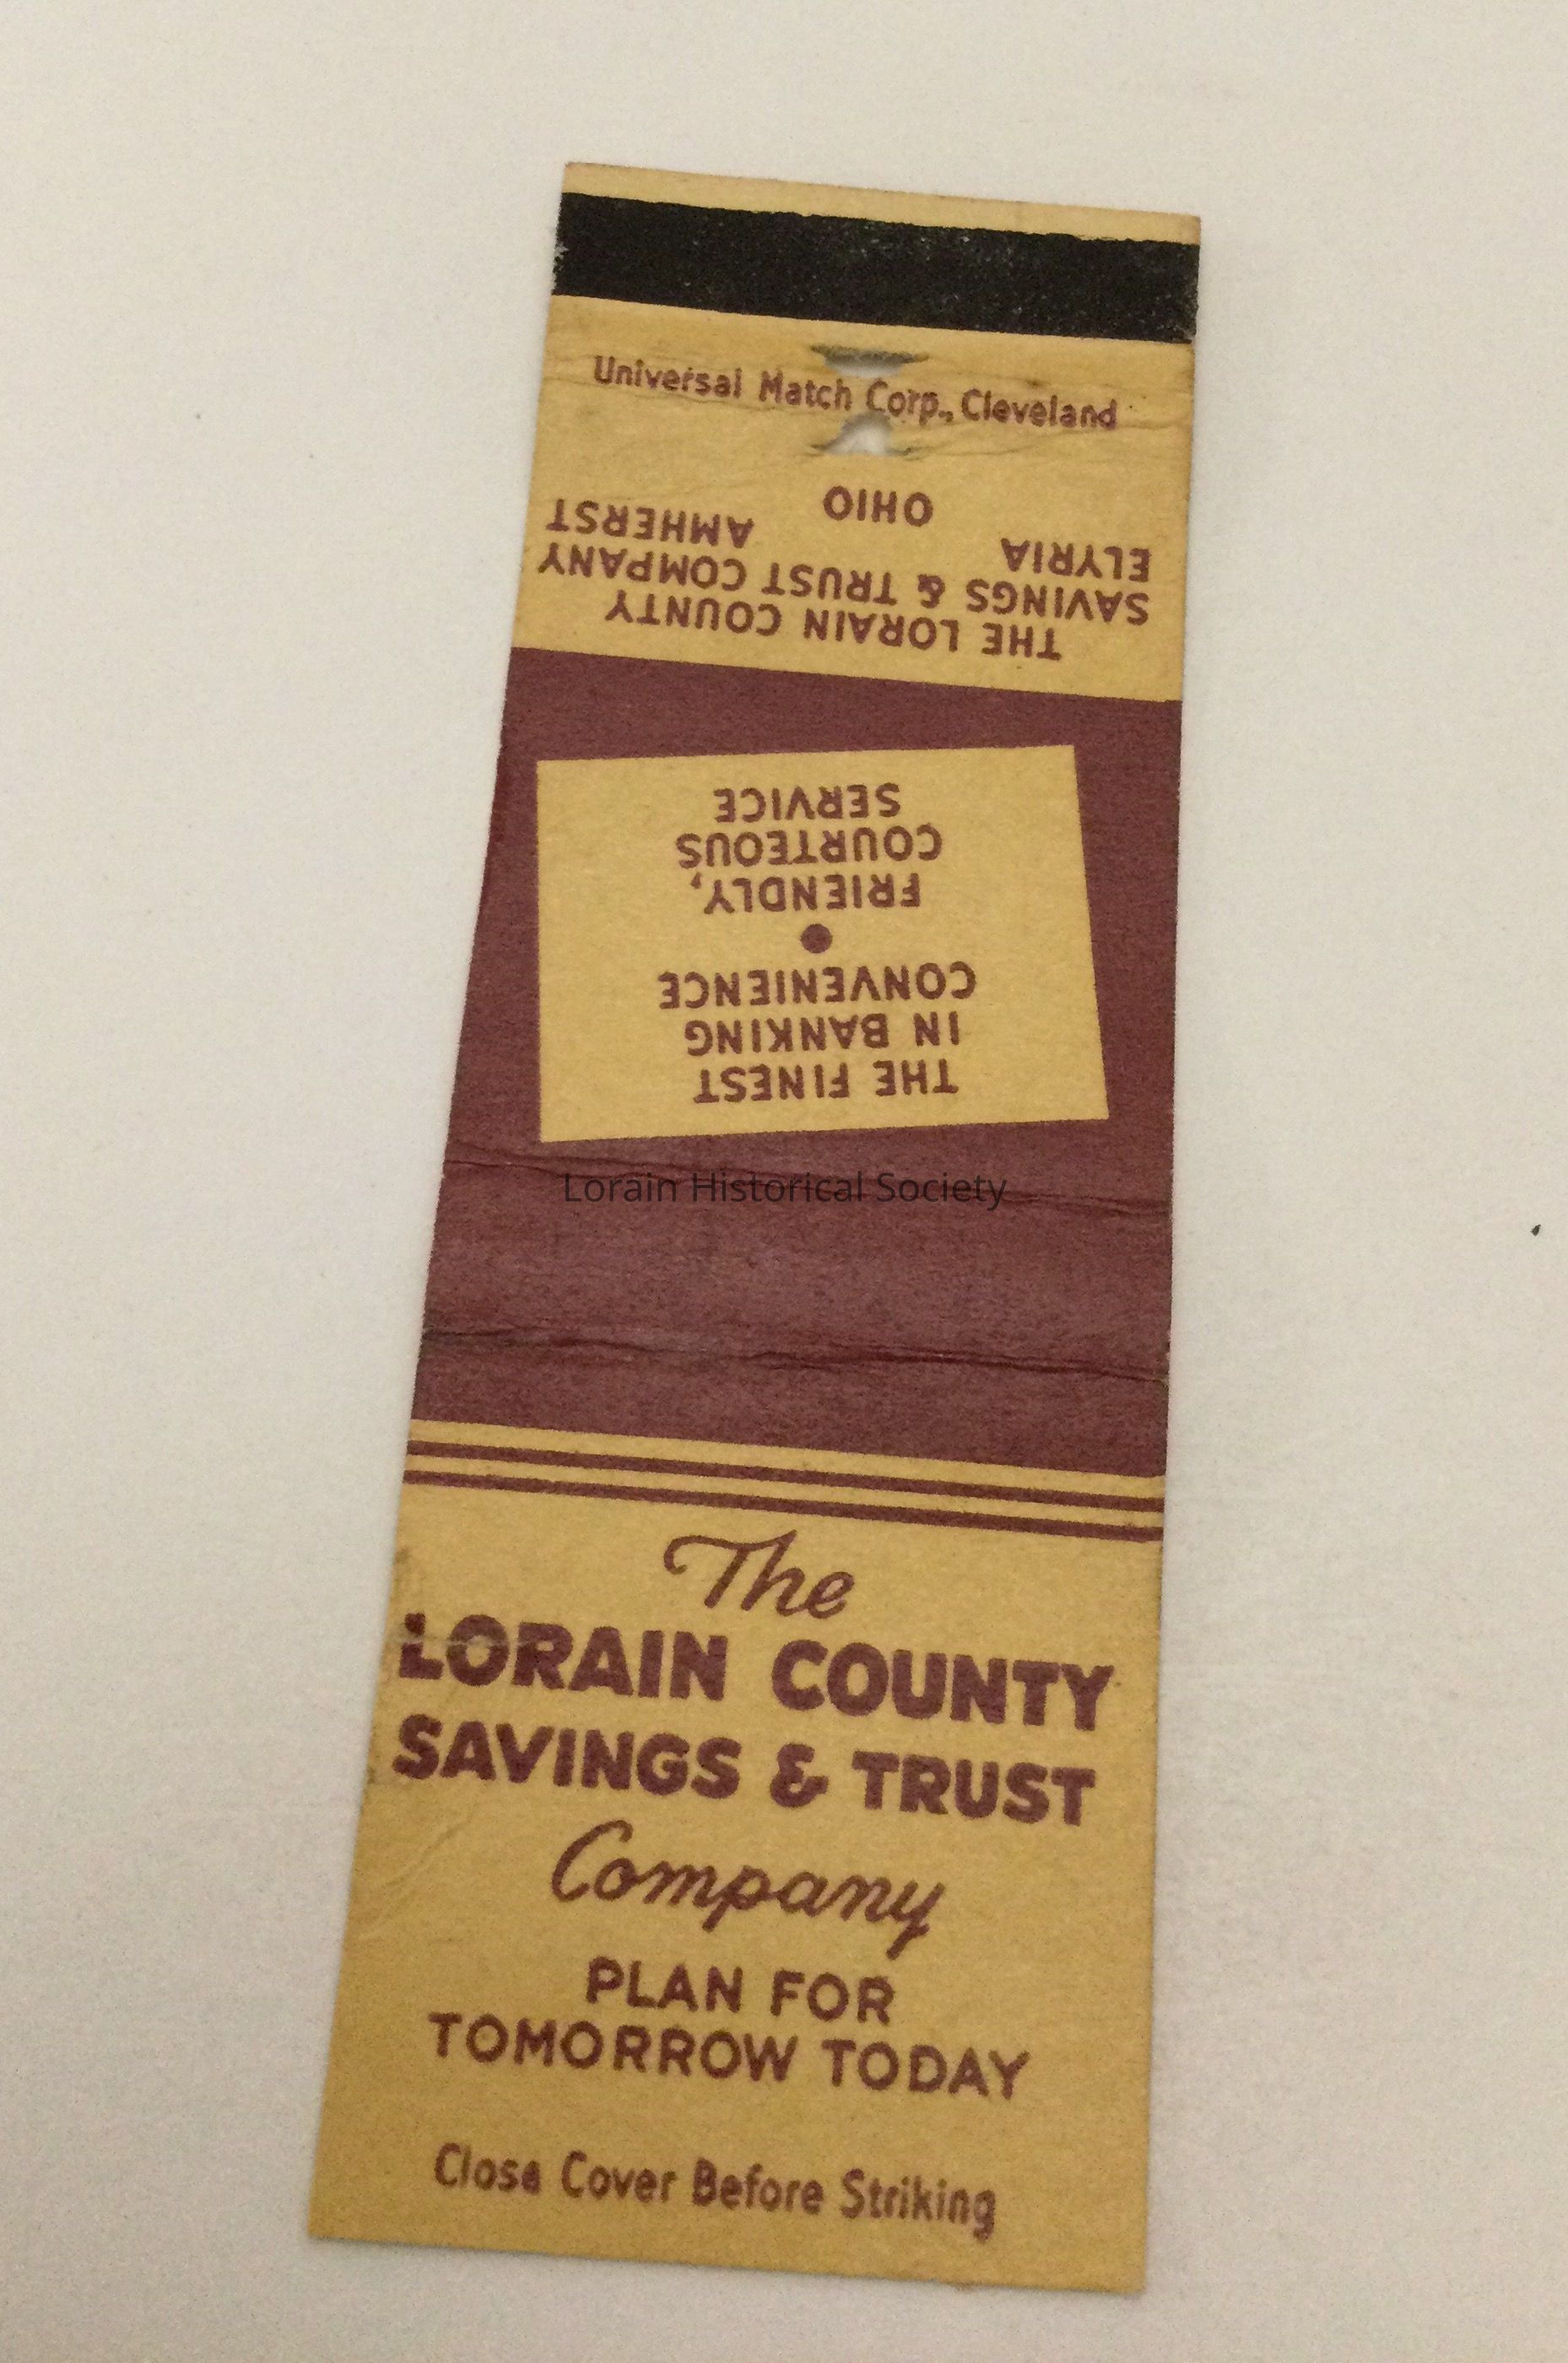 Universal Match Corp., Cleveland
THE LORAIN COUNTY
SAVINGS & TRUST COMPANY
ELYRIA AMHERST
OHIO
THE FINEST
IN BANKING
CONVENIENCE
●
FRIENDLY,
COURTEOUS
SERVICE
Lorain Historical Society
The
LORAIN COUNTY
SAVINGS & TRUST
Company
PLAN FOR
TOMORROW TODAY
Close Cover Before Striking